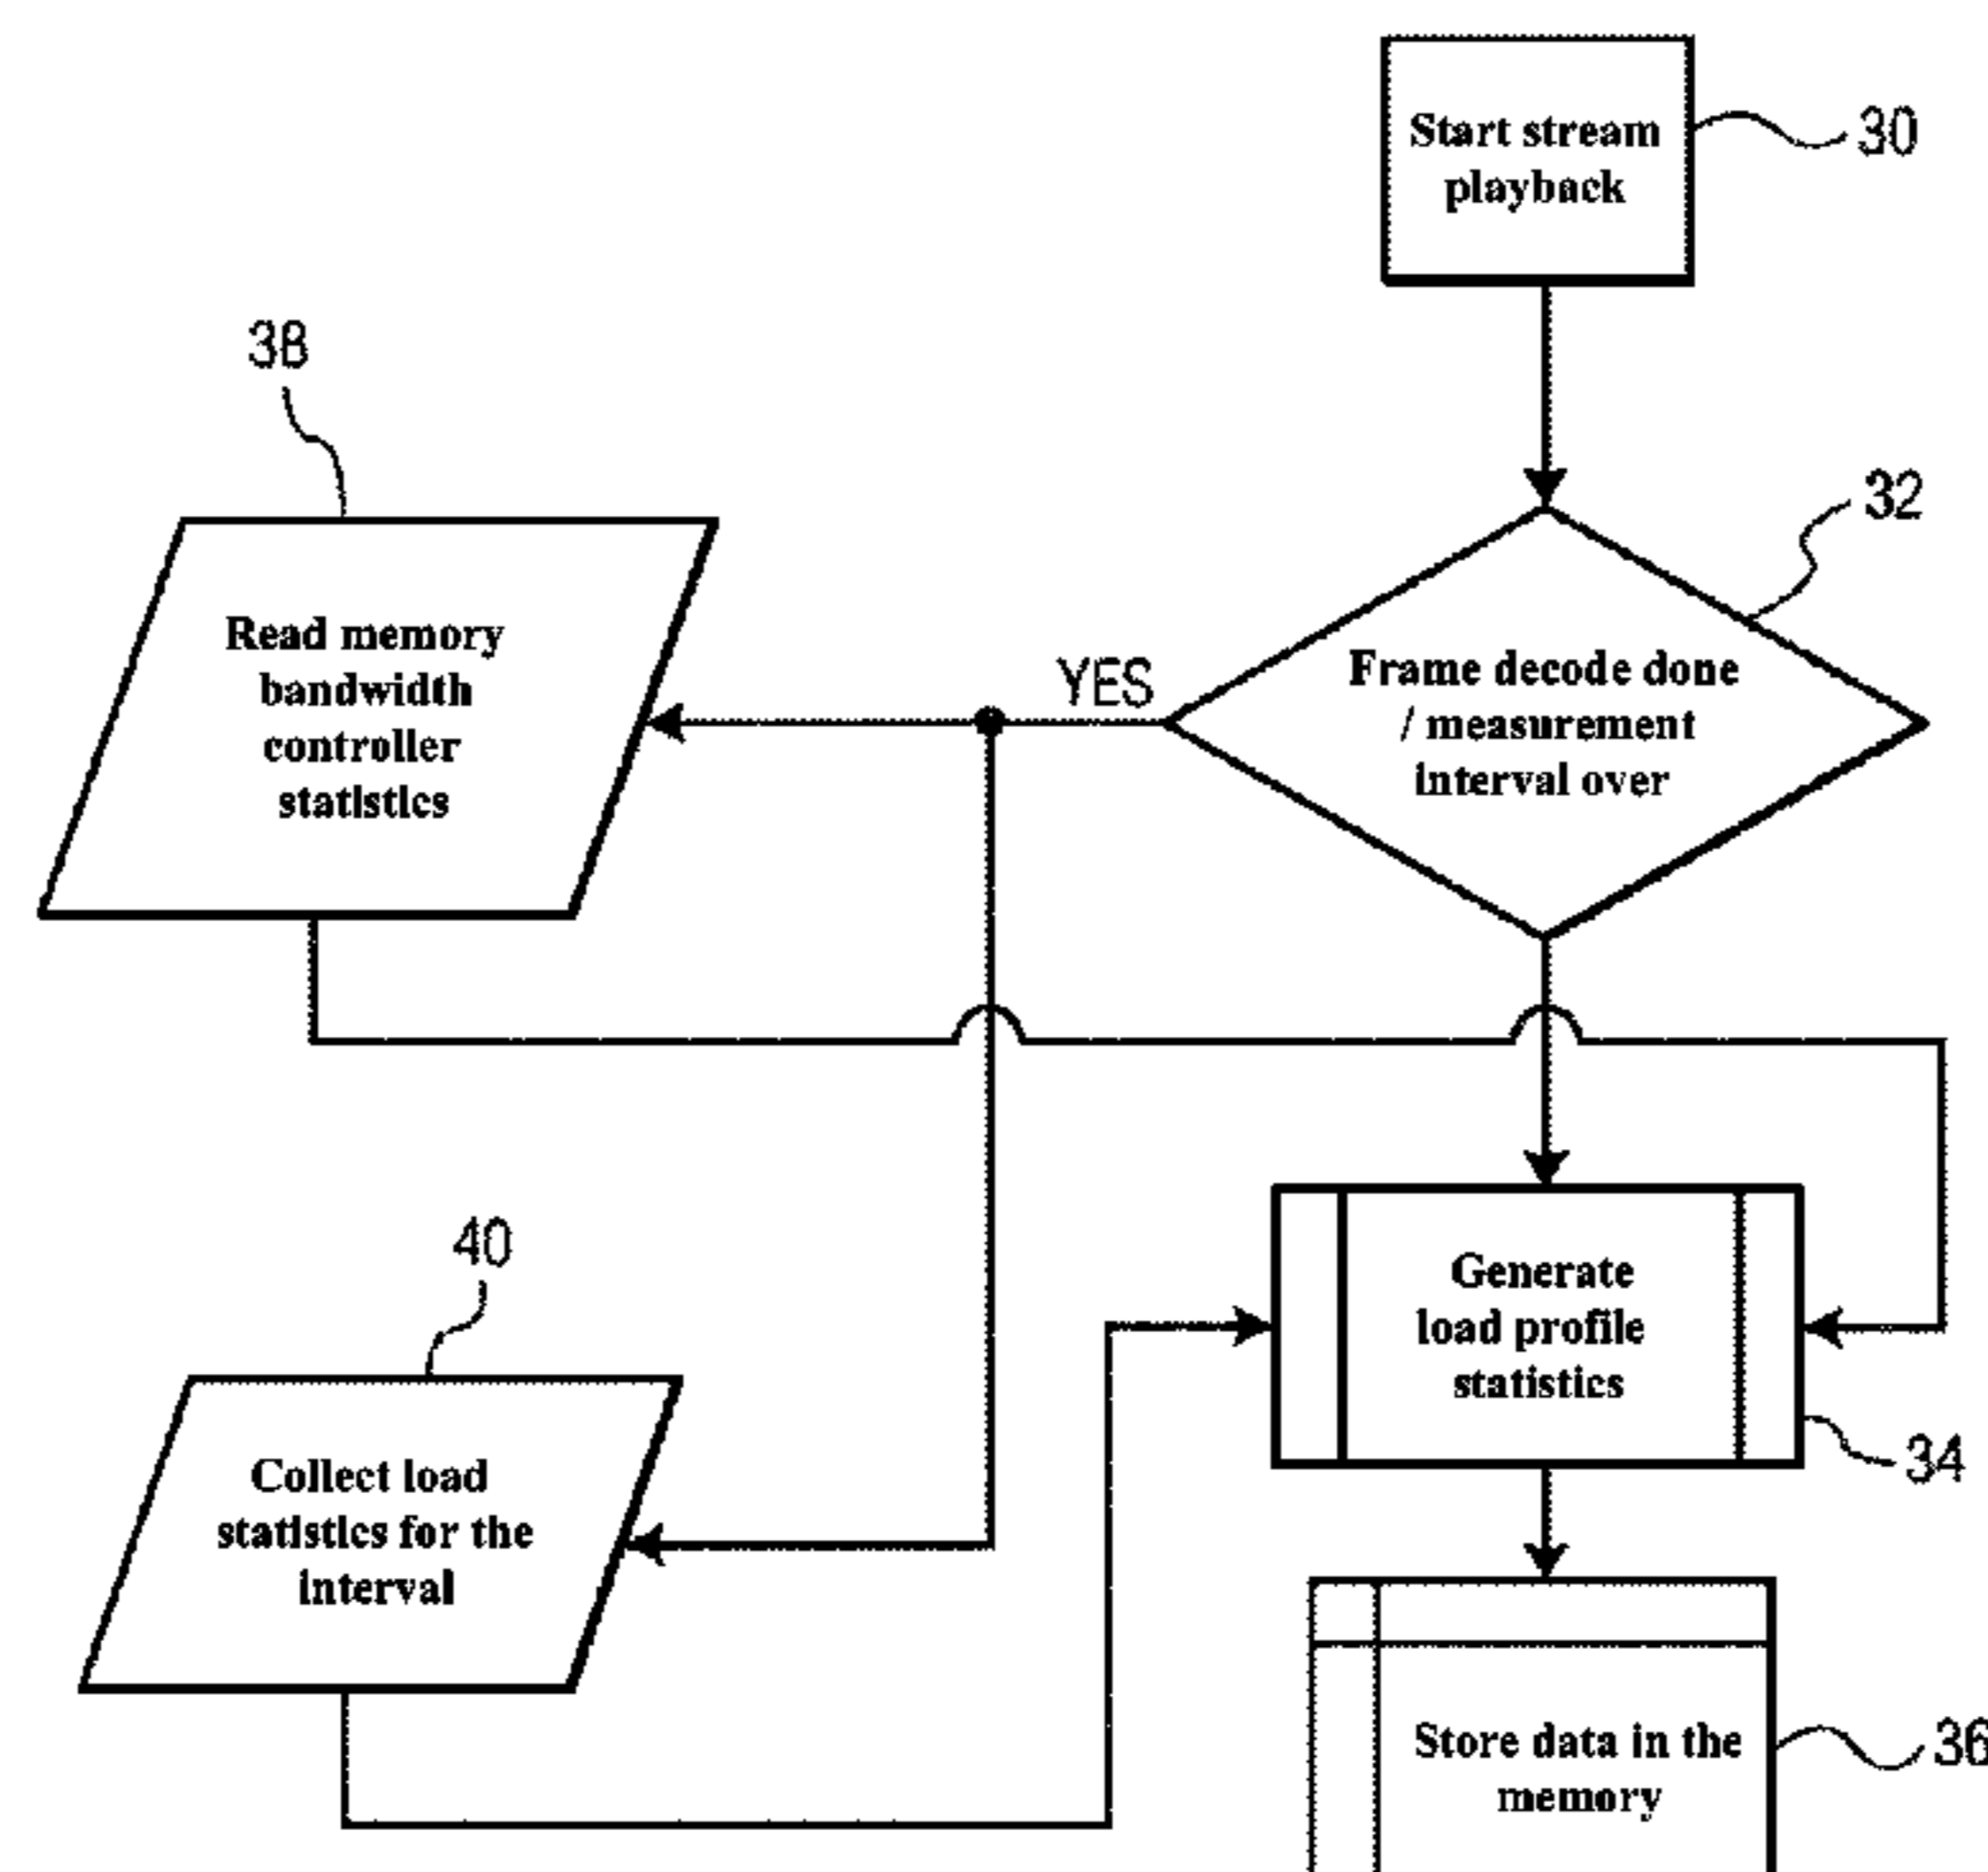 Start stream
playback
30
38
32
Read memory
bandwidth
controller
statistics
YES
Frame decode done
/ measurement
interval over
40
Generate
load profile
statistics
34
Collect load
statistics for the
interval
Store data in the
memory
36